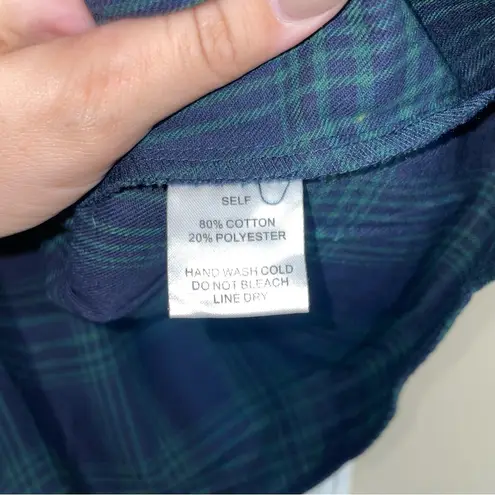 SELF
80% COTTON
20% POLYESTER
HAND WASH COLD
DO NOT BLEACH
LINE DRY